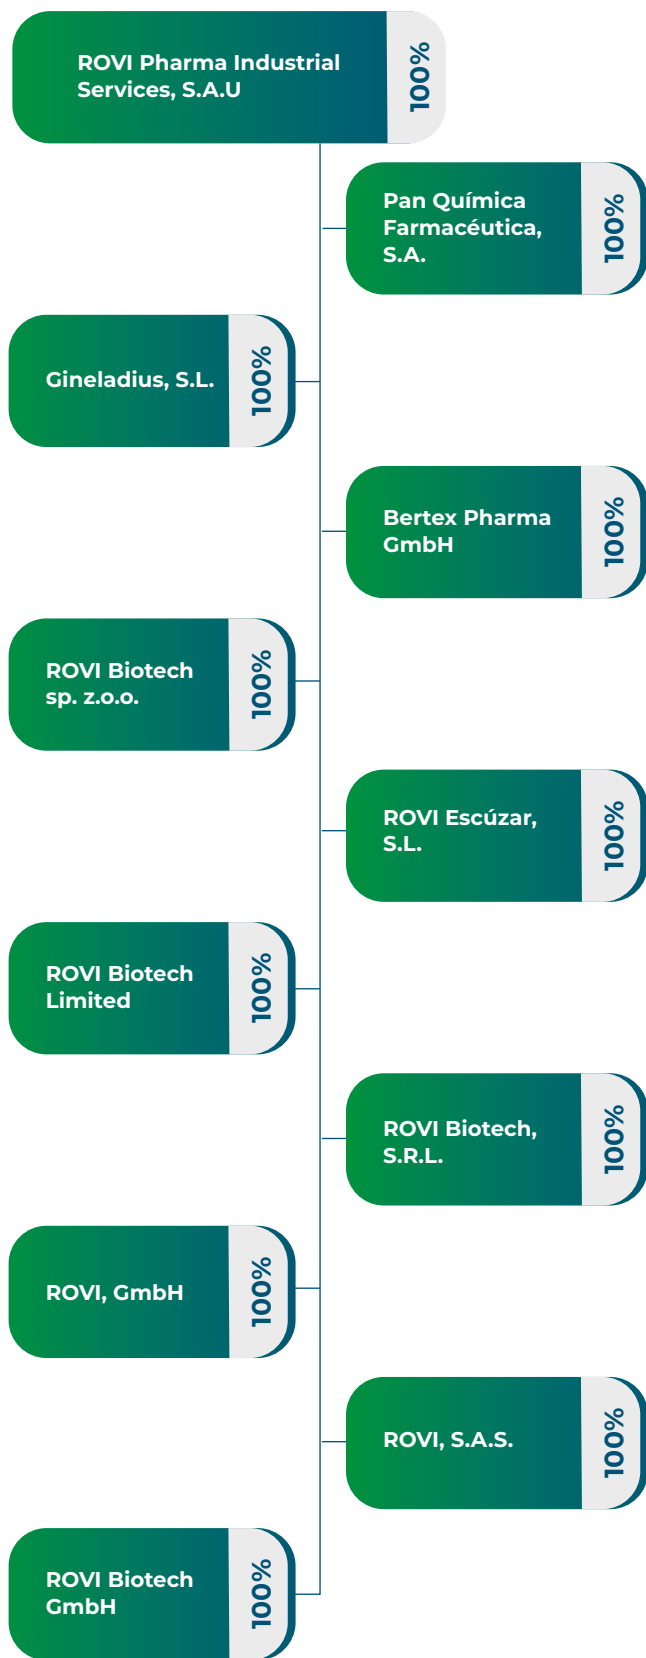 ROVI Pharma Industrial
Services, S.A.U
100%
Pan Química
Farmacéutica,
S.A.
100%
Gineladius, S.L.
100%
Bertex Pharma
GmbH
100%
ROVI Biotech
sp. z.o.o.
100%
ROVI Escúzar,
S.L.
100%
ROVI Biotech
Limited
100%
ROVI Biotech,
S.R.L.
100%
ROVI, GmbH
100%
ROVI, S.A.S.
100%
ROVI Biotech
GmbH
100%